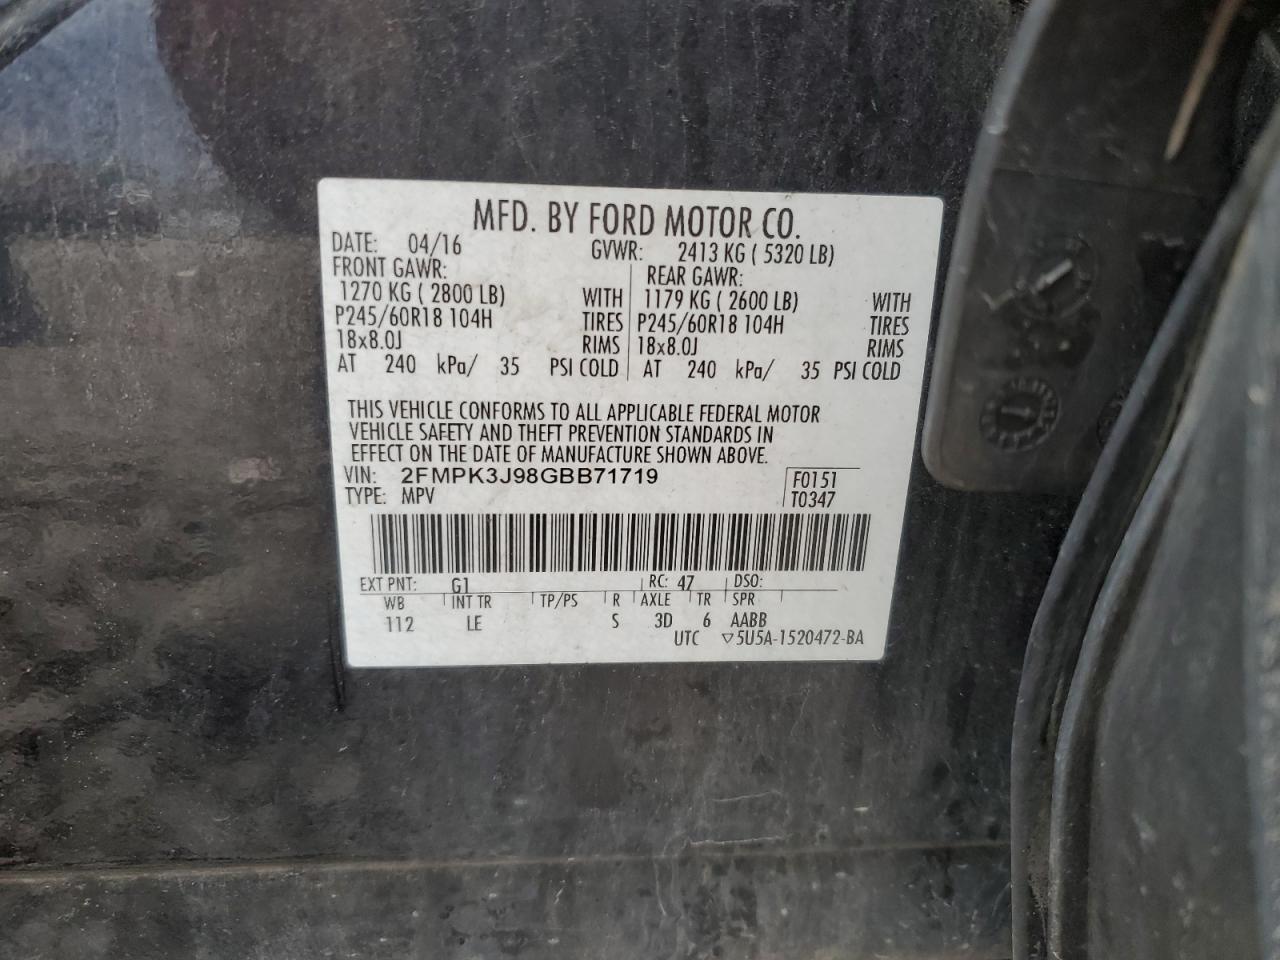 MFD. BY FORD MOTOR CO.
DATE: 04/16 GVWR: 2413 KG ( 5320 LB)
FRONT GAWR: REAR GAWR:
1270 KG ( 2800 LB) WITH 1179 KG ( 2600 LB) WITH
P245/60R18 104H TIRES P245/60R18 104H TIRES
18x8.0J RIMS 18x8.0J RIMS
AT 240 kPa/ 35 PSI COLD AT 240 kPa/ 35 PSI COLD
THIS VEHICLE CONFORMS TO ALL APPLICABLE FEDERAL MOTOR
VEHICLE SAFETY AND THEFT PREVENTION STANDARDS IN
EFFECT ON THE DATE OF MANUFACTURE SHOWN ABOVE.
VIN: 2FMPK3J98GBB71719 F0151
TYPE: MPV T0347
EXT PNT: G1 RC: 47 DSO:
WB INT TR TP/PS R AXLE TR SPR
112 LE S 3D 6 AABB
UTC ▽5U5A-1520472-BA